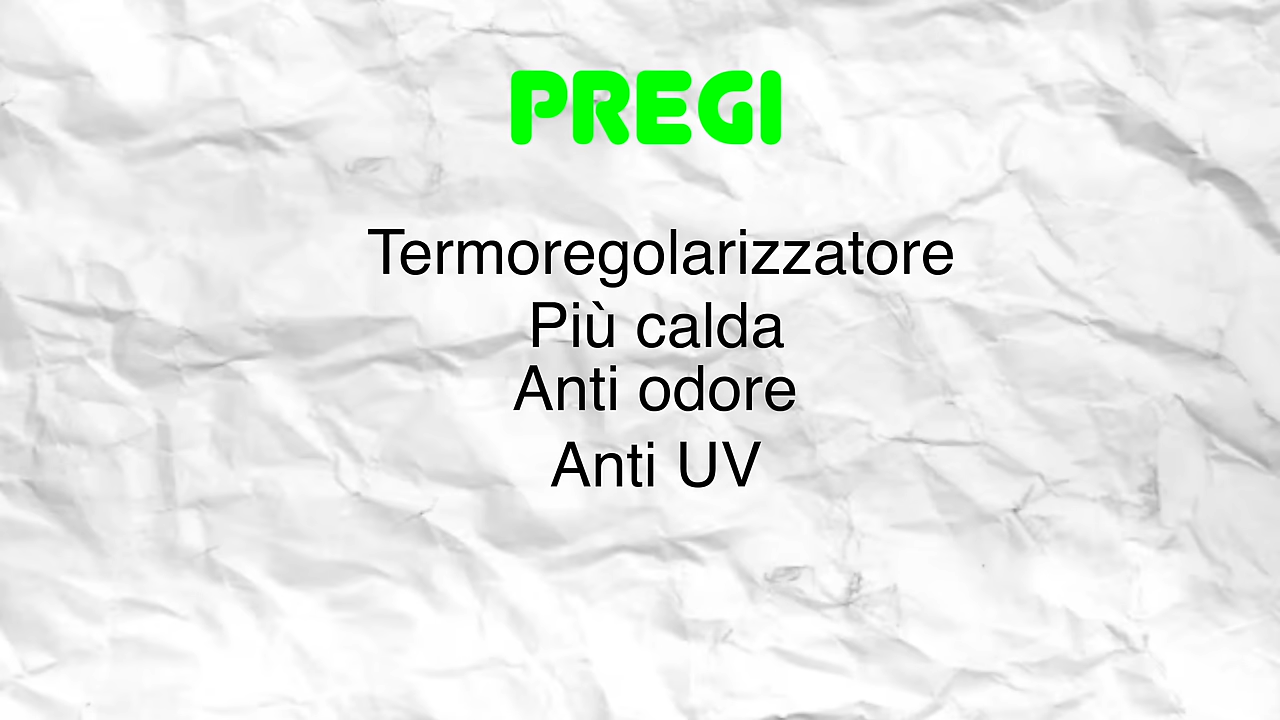 PREGI
Termoregolarizzatore
Più calda
Anti odore
Anti UV